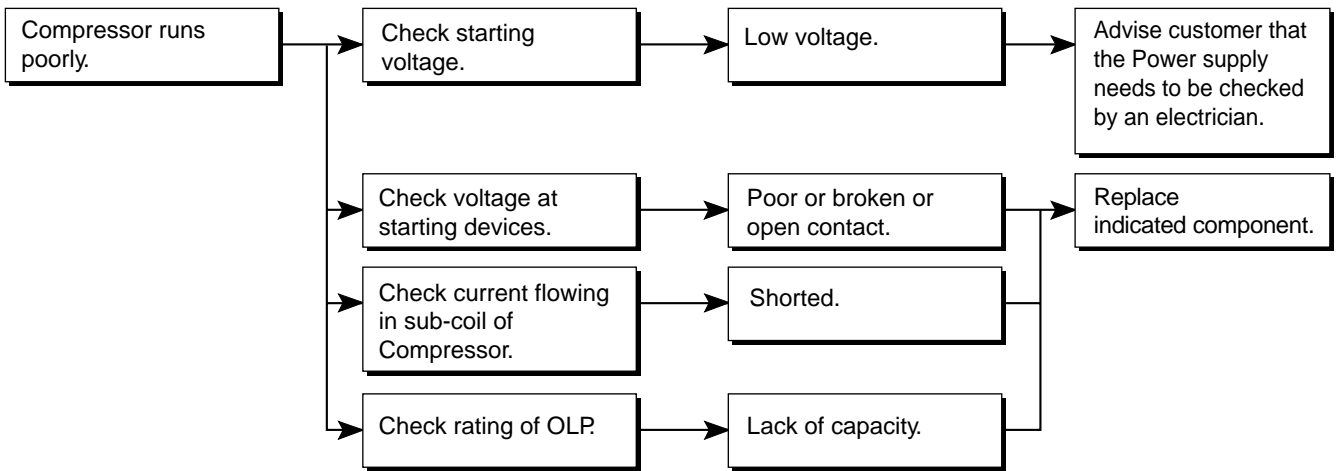 Compressor runs
poorly.
Check starting
voltage.
Low voltage.
Advise customer that
the Power supply
needs to be checked
by an electrician.
Check voltage at
starting devices.
Poor or broken or
open contact.
Replace
indicated component.
Check current flowing
in sub-coil of
Compressor.
Shorted.
Check rating of OLP.
Lack of capacity.